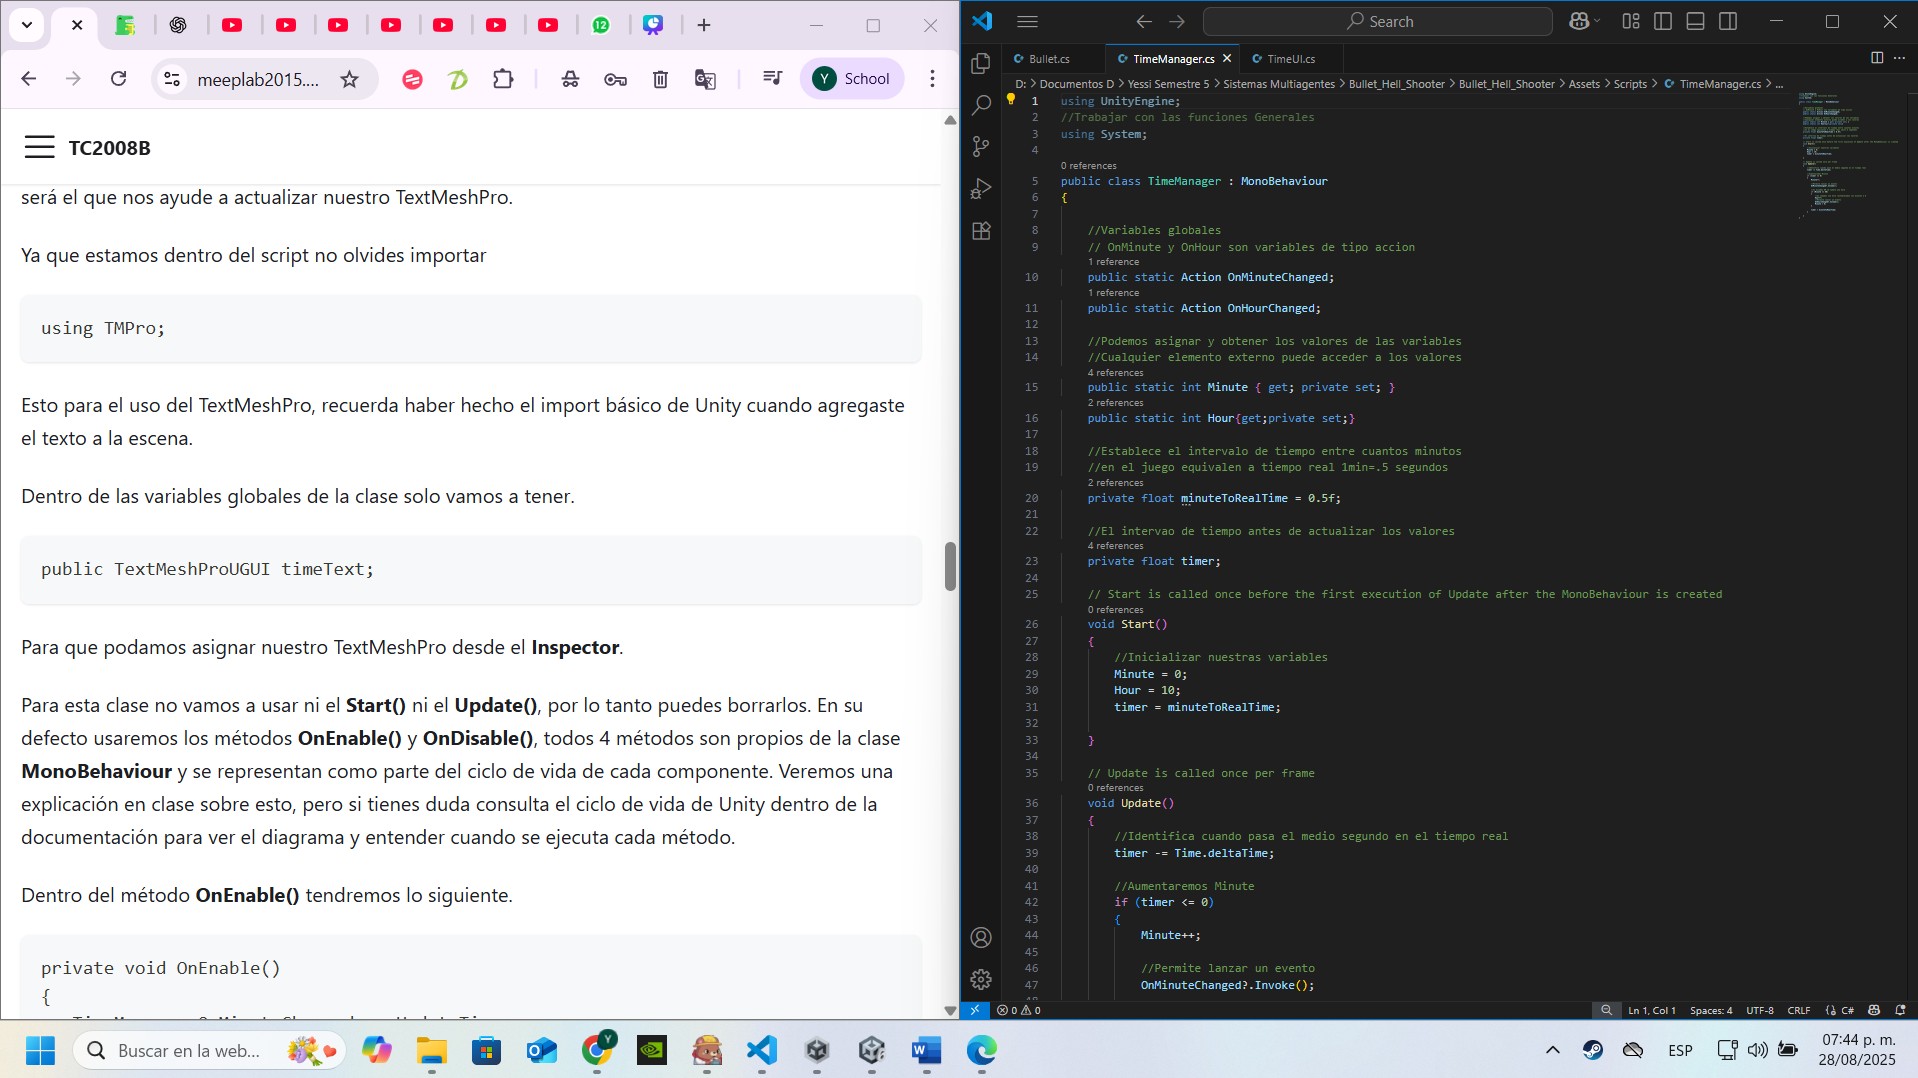 12
meeplab2015....
Y School
TC2008B
será el que nos ayude a actualizar nuestro TextMeshPro.
Ya que estamos dentro del script no olvides importar
using TMPro;
Esto para el uso del TextMeshPro, recuerda haber hecho el import básico de Unity cuando agregaste
el texto a la escena.
Dentro de las variables globales de la clase solo vamos a tener.
public TextMeshProUGUI timeText;
Para que podamos asignar nuestro TextMeshPro desde el Inspector.
Para esta clase no vamos a usar ni el Start() ni el Update(), por lo tanto puedes borrarlos. En su
defecto usaremos los métodos OnEnable() y OnDisable(), todos 4 métodos son propios de la clase
MonoBehaviour y se representan como parte del ciclo de vida de cada componente. Veremos una
explicación en clase sobre esto, pero si tienes duda consulta el ciclo de vida de Unity dentro de la
documentación para ver el diagrama y entender cuando se ejecuta cada método.
Dentro del método OnEnable() tendremos lo siguiente.
private void OnEnable()
{
Search
Bullet.cs TimeManager.cs TimeUI.cs
D: > Documentos D > Yessi Semestre 5 > Sistemas Multiagentes > Bullet_Hell_Shooter > Bullet_Hell_Shooter > Assets > Scripts > TimeManager.cs > ...
1 using UnityEngine;
2 //Trabajar con las funciones Generales
3 using System;
4
0 references
5 public class TimeManager : MonoBehaviour
6 {
7
8 //Variables globales
9 // OnMinute y OnHour son variables de tipo accion
1 reference
10 public static Action OnMinuteChanged;
1 reference
11 public static Action OnHourChanged;
12
13 //Podemos asignar y obtener los valores de las variables
14 //Cualquier elemento externo puede acceder a los valores
4 references
15 public static int Minute { get; private set; }
2 references
16 public static int Hour{get;private set;}
17
18 //Establece el intervalo de tiempo entre cuantos minutos
19 //en el juego equivalen a tiempo real 1min=.5 segundos
2 references
20 private float minuteToRealTime = 0.5f;
21
22 //El intervao de tiempo antes de actualizar los valores
4 references
23 private float timer;
24
25 // Start is called once before the first execution of Update after the MonoBehaviour is created
0 references
26 void Start()
27 {
28 //Inicializar nuestras variables
29 Minute = 0;
30 Hour = 10;
31 timer = minuteToRealTime;
32
33 }
34
35 // Update is called once per frame
0 references
36 void Update()
37 {
38 //Identifica cuando pasa el medio segundo en el tiempo real
39 timer -= Time.deltaTime;
40
41 //Aumentaremos Minute
42 if (timer <= 0)
43 {
44 Minute++;
45
46 //Permite lanzar un evento
47 OnMinuteChanged?.Invoke();
0 0 Ln 1, Col 1 Spaces: 4 UTF-8 CRLF {} C#
Buscar en la web... Y ESP 07:44 p. m.
28/08/2025